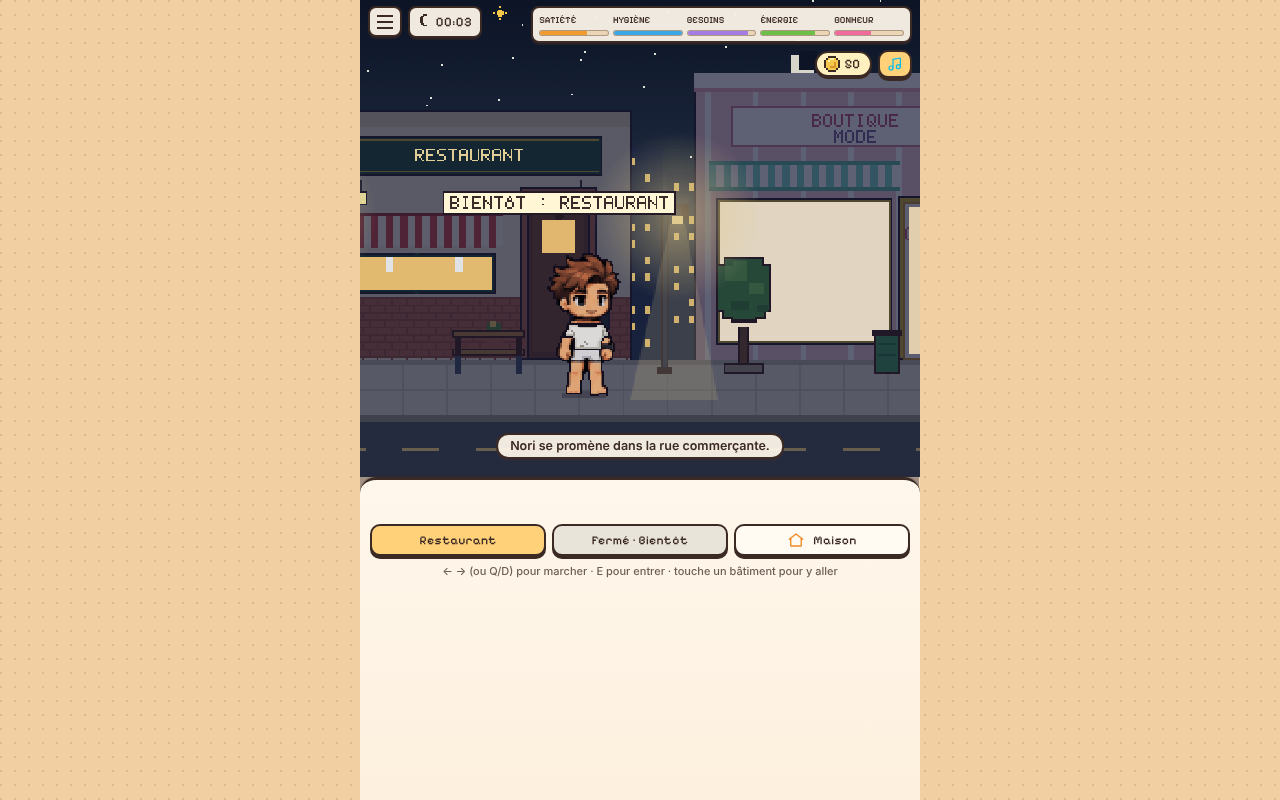 00:03
SATIÉTÉ HYGIÈNE BESOINS ÉNERGIE BONHEUR
80
BOUTIQUE
MODE
RESTAURANT
BIENTôT : RESTAURANT
Nori se promène dans la rue commerçante.
Restaurant Fermé · Bientôt Maison
← → (ou Q/D) pour marcher · E pour entrer · touche un bâtiment pour y aller